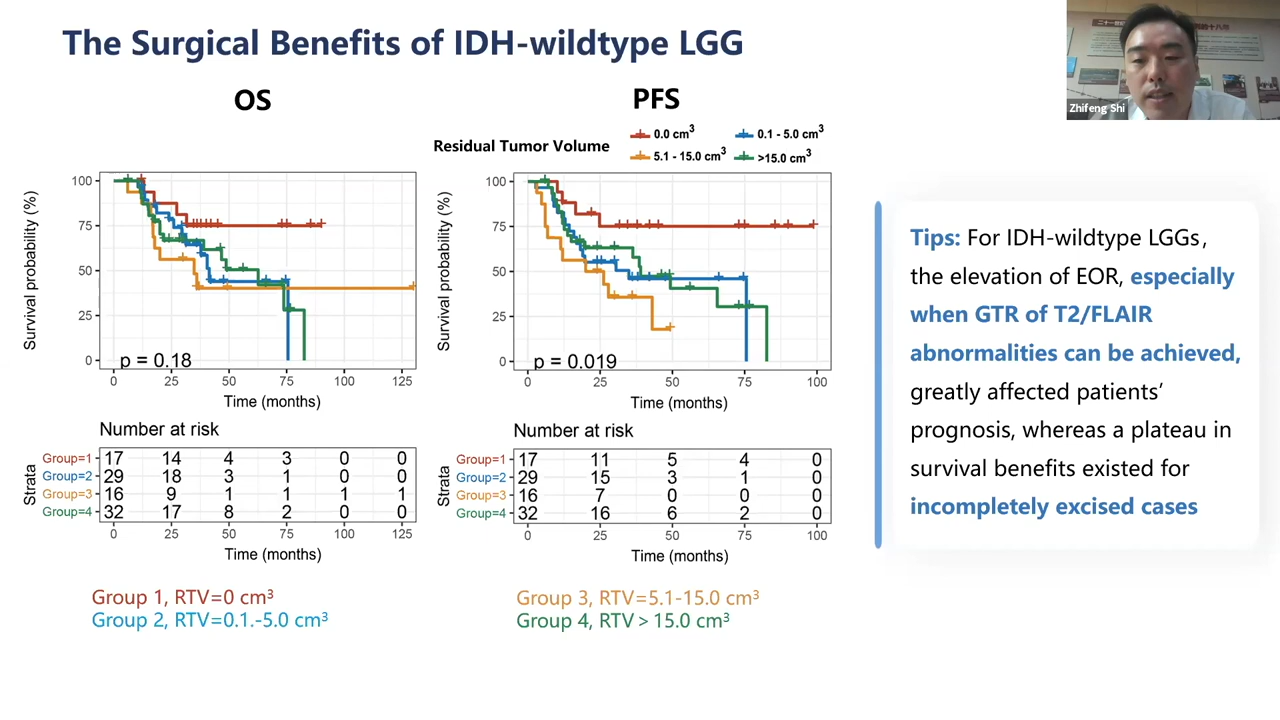 The Surgical Benefits of IDH-wildtype LGG
Zhifeng Shi
OS
PFS
Residual Tumor Volume
0.0 cm³
0.1 - 5.0 cm³
5.1 - 15.0 cm³
>15.0 cm³
Survival probability (%)
100
75
50
25
0
p = 0.18
0 25 50 75 100 125
Time (months)
Survival probability (%)
100
75
50
25
0
p = 0.019
0 25 50 75 100
Time (months)
Number at risk
Strata
Group=1 17 14 4 3 0 0
Group=2 29 18 3 1 0 0
Group=3 16 9 1 1 1 1
Group=4 32 17 8 2 0 0
0 25 50 75 100 125
Time (months)
Number at risk
Strata
Group=1 17 11 5 4 0
Group=2 29 15 3 1 0
Group=3 16 7 0 0 0
Group=4 32 16 6 2 0
0 25 50 75 100
Time (months)
Group 1, RTV=0 cm³
Group 2, RTV=0.1.-5.0 cm³
Group 3, RTV=5.1-15.0 cm³
Group 4, RTV > 15.0 cm³
Tips: For IDH-wildtype LGGs,
the elevation of EOR, especially
when GTR of T2/FLAIR
abnormalities can be achieved,
greatly affected patients’
prognosis, whereas a plateau in
survival benefits existed for
incompletely excised cases